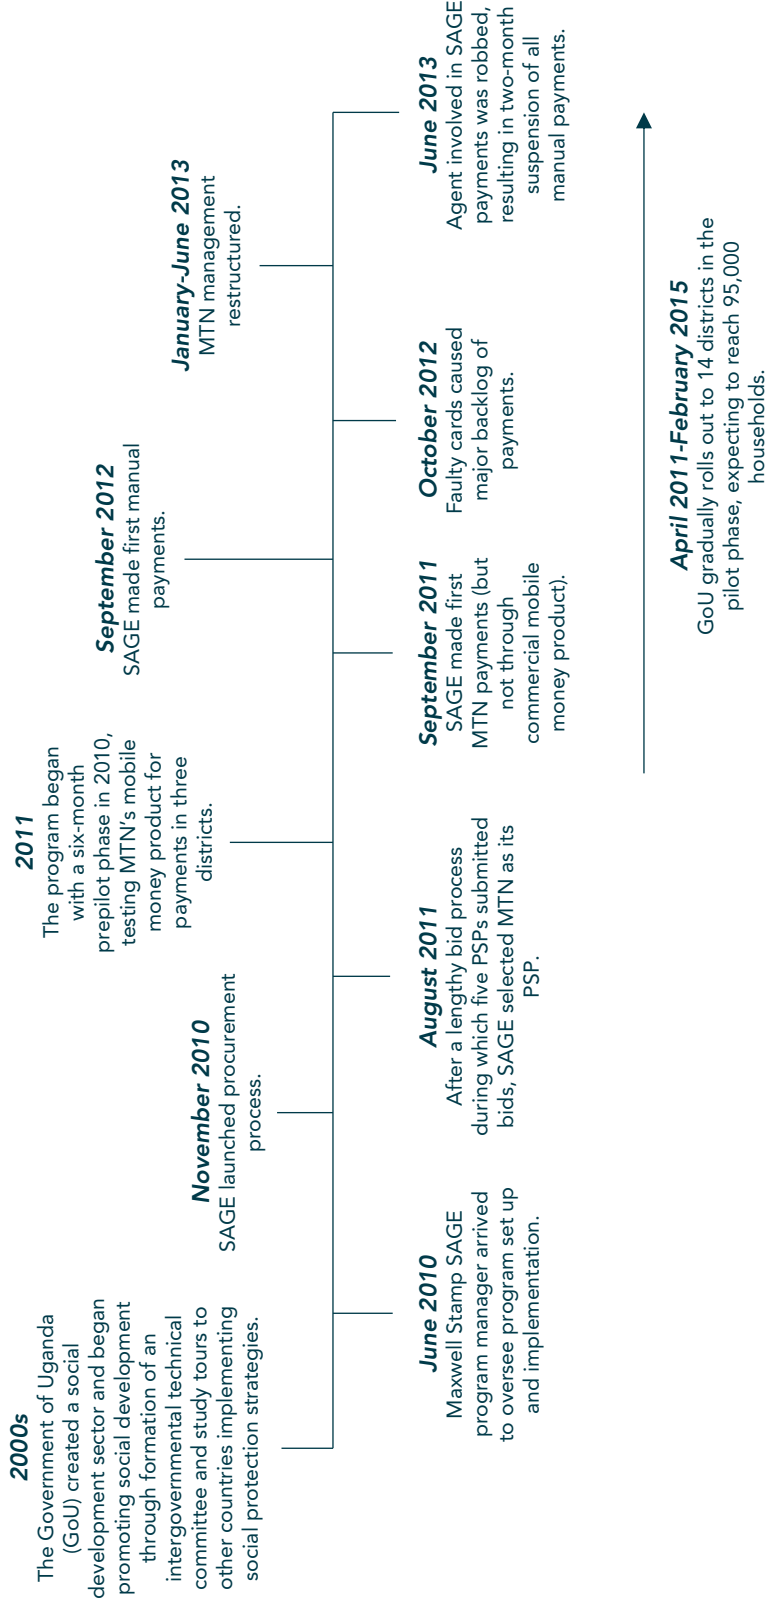 2000s
The Government of Uganda
(GoU) created a social
development sector and began
promoting social development
through formation of an
intergovernmental technical
committee and study tours to
other countries implementing
social protection strategies.
June 2010
Maxwell Stamp SAGE
program manager arrived
to oversee program set up
and implementation.
November 2010
SAGE launched procurement
process.
August 2011
After a lengthy bid process
during which five PSPs submitted
bids, SAGE selected MTN as its
PSP.
2011
The program began
with a six-month
prepilot phase in 2010,
testing MTN’s mobile
money product for
payments in three
districts.
September 2011
SAGE made first
MTN payments (but
not through
commercial mobile
money product).
September 2012
SAGE made first manual
payments.
October 2012
Faulty cards caused
major backlog of
payments.
January-June 2013
MTN management
restructured.
June 2013
Agent involved in SAGE
payments was robbed,
resulting in two-month
suspension of all
manual payments.
April 2011-February 2015
GoU gradually rolls out to 14 districts in the
pilot phase, expecting to reach 95,000
households.